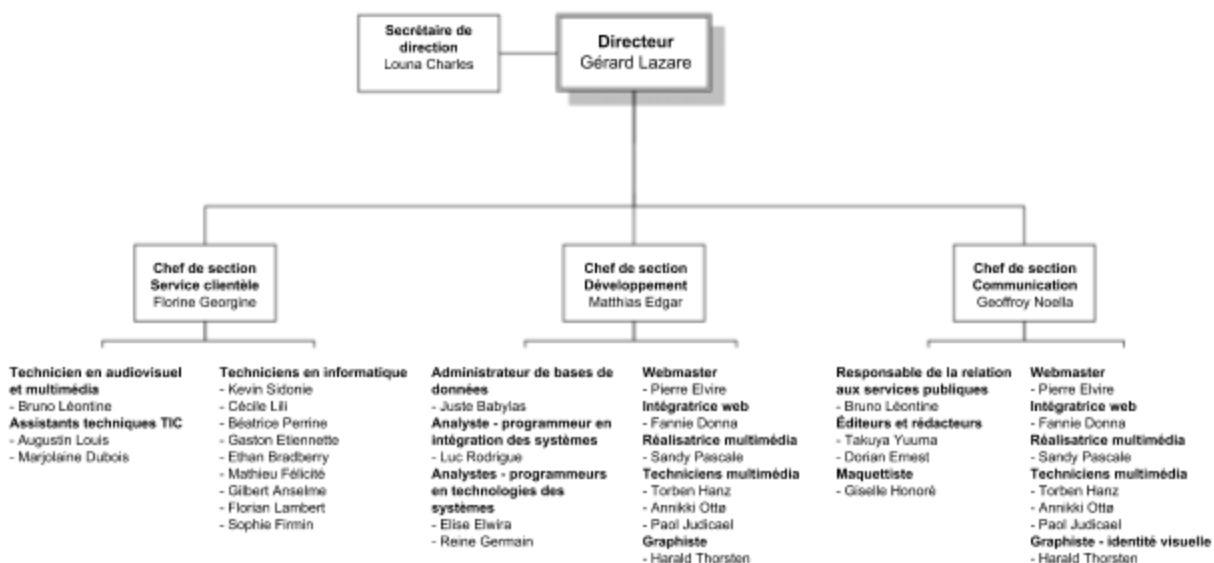 Secrétaire de
direction
Louna Charles
Directeur
Gérard Lazare
Chef de section
Service clientèle
Florine Georgine
Chef de section
Développement
Matthias Edgar
Chef de section
Communication
Geoffroy Noella
Technicien en audiovisuel
et multimédia
- Bruno Léontine
Assistants techniques TIC
- Augustin Louis
- Marjolaine Dubois
Techniciens en informatique
- Kevin Sidonie
- Cécile Lili
- Béatrice Perrine
- Gaston Etiennette
- Ethan Bradberry
- Mathieu Félicité
- Gilbert Anselme
- Florian Lambert
- Sophie Firmin
Administrateur de bases de
données
- Juste Babylas
Analyste - programmeur en
intégration des systèmes
- Luc Rodrigue
Analystes - programmeurs
en technologies des
systèmes
- Elise Elwira
- Reine Germain
Webmaster
- Pierre Elvire
Intégratrice web
- Fannie Donna
Réalisatrice multimédia
- Sandy Pascale
Techniciens multimédia
- Torben Hanz
- Annikki Otto
- Paol Judicael
Graphiste
- Harald Thorsten
Responsable de la relation
aux services publiques
- Bruno Léontine
Éditeurs et rédacteurs
- Takuya Yuuma
- Dorian Ernest
Maquettiste
- Giselle Honoré
Webmaster
- Pierre Elvire
Intégratrice web
- Fannie Donna
Réalisatrice multimédia
- Sandy Pascale
Techniciens multimédia
- Torben Hanz
- Annikki Otto
- Paol Judicael
Graphiste - identité visuelle
- Harald Thorsten